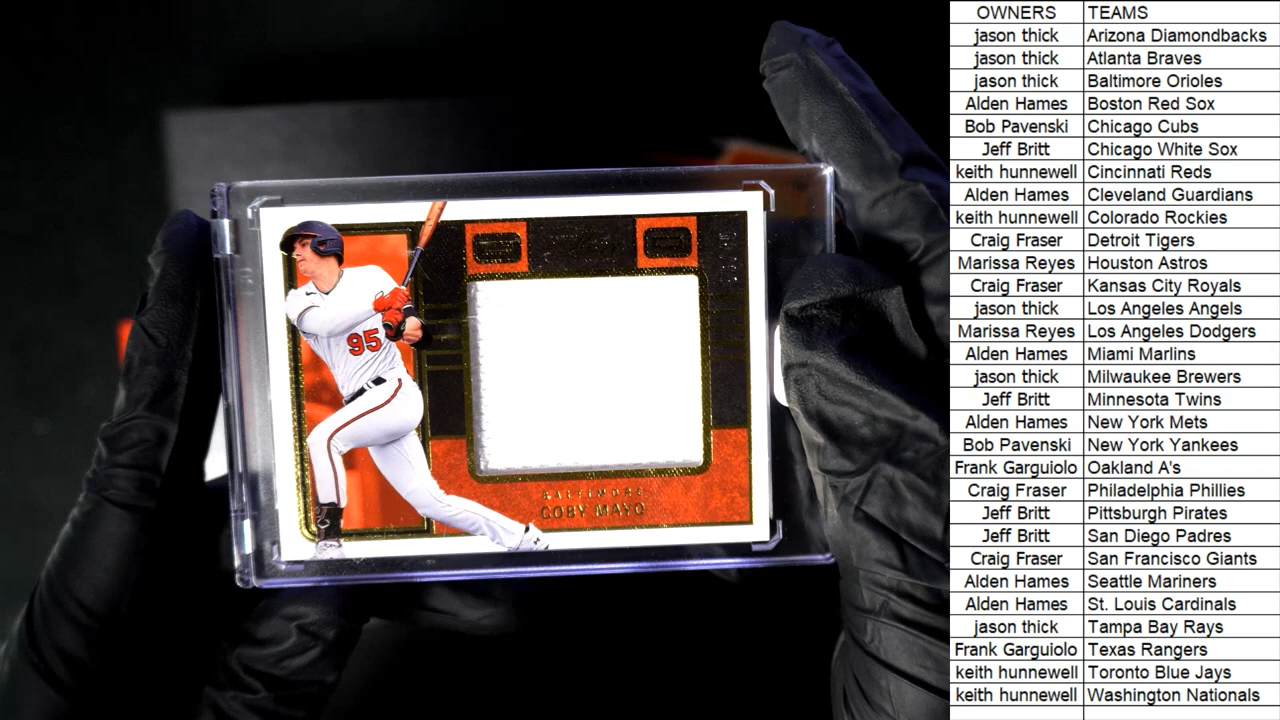 OWNERS TEAMS
jason thick Arizona Diamondbacks
jason thick Atlanta Braves
jason thick Baltimore Orioles
Alden Hames Boston Red Sox
Bob Pavenski Chicago Cubs
Jeff Britt Chicago White Sox
keith hunnewell Cincinnati Reds
Alden Hames Cleveland Guardians
keith hunnewell Colorado Rockies
Craig Fraser Detroit Tigers
Marissa Reyes Houston Astros
Craig Fraser Kansas City Royals
jason thick Los Angeles Angels
Marissa Reyes Los Angeles Dodgers
Alden Hames Miami Marlins
jason thick Milwaukee Brewers
Jeff Britt Minnesota Twins
Alden Hames New York Mets
Bob Pavenski New York Yankees
Frank Garguiolo Oakland A's
Craig Fraser Philadelphia Phillies
Jeff Britt Pittsburgh Pirates
Jeff Britt San Diego Padres
Craig Fraser San Francisco Giants
Alden Hames Seattle Mariners
Alden Hames St. Louis Cardinals
jason thick Tampa Bay Rays
Frank Garguiolo Texas Rangers
keith hunnewell Toronto Blue Jays
keith hunnewell Washington Nationals
95
BALTIMORE
COBY MAYO